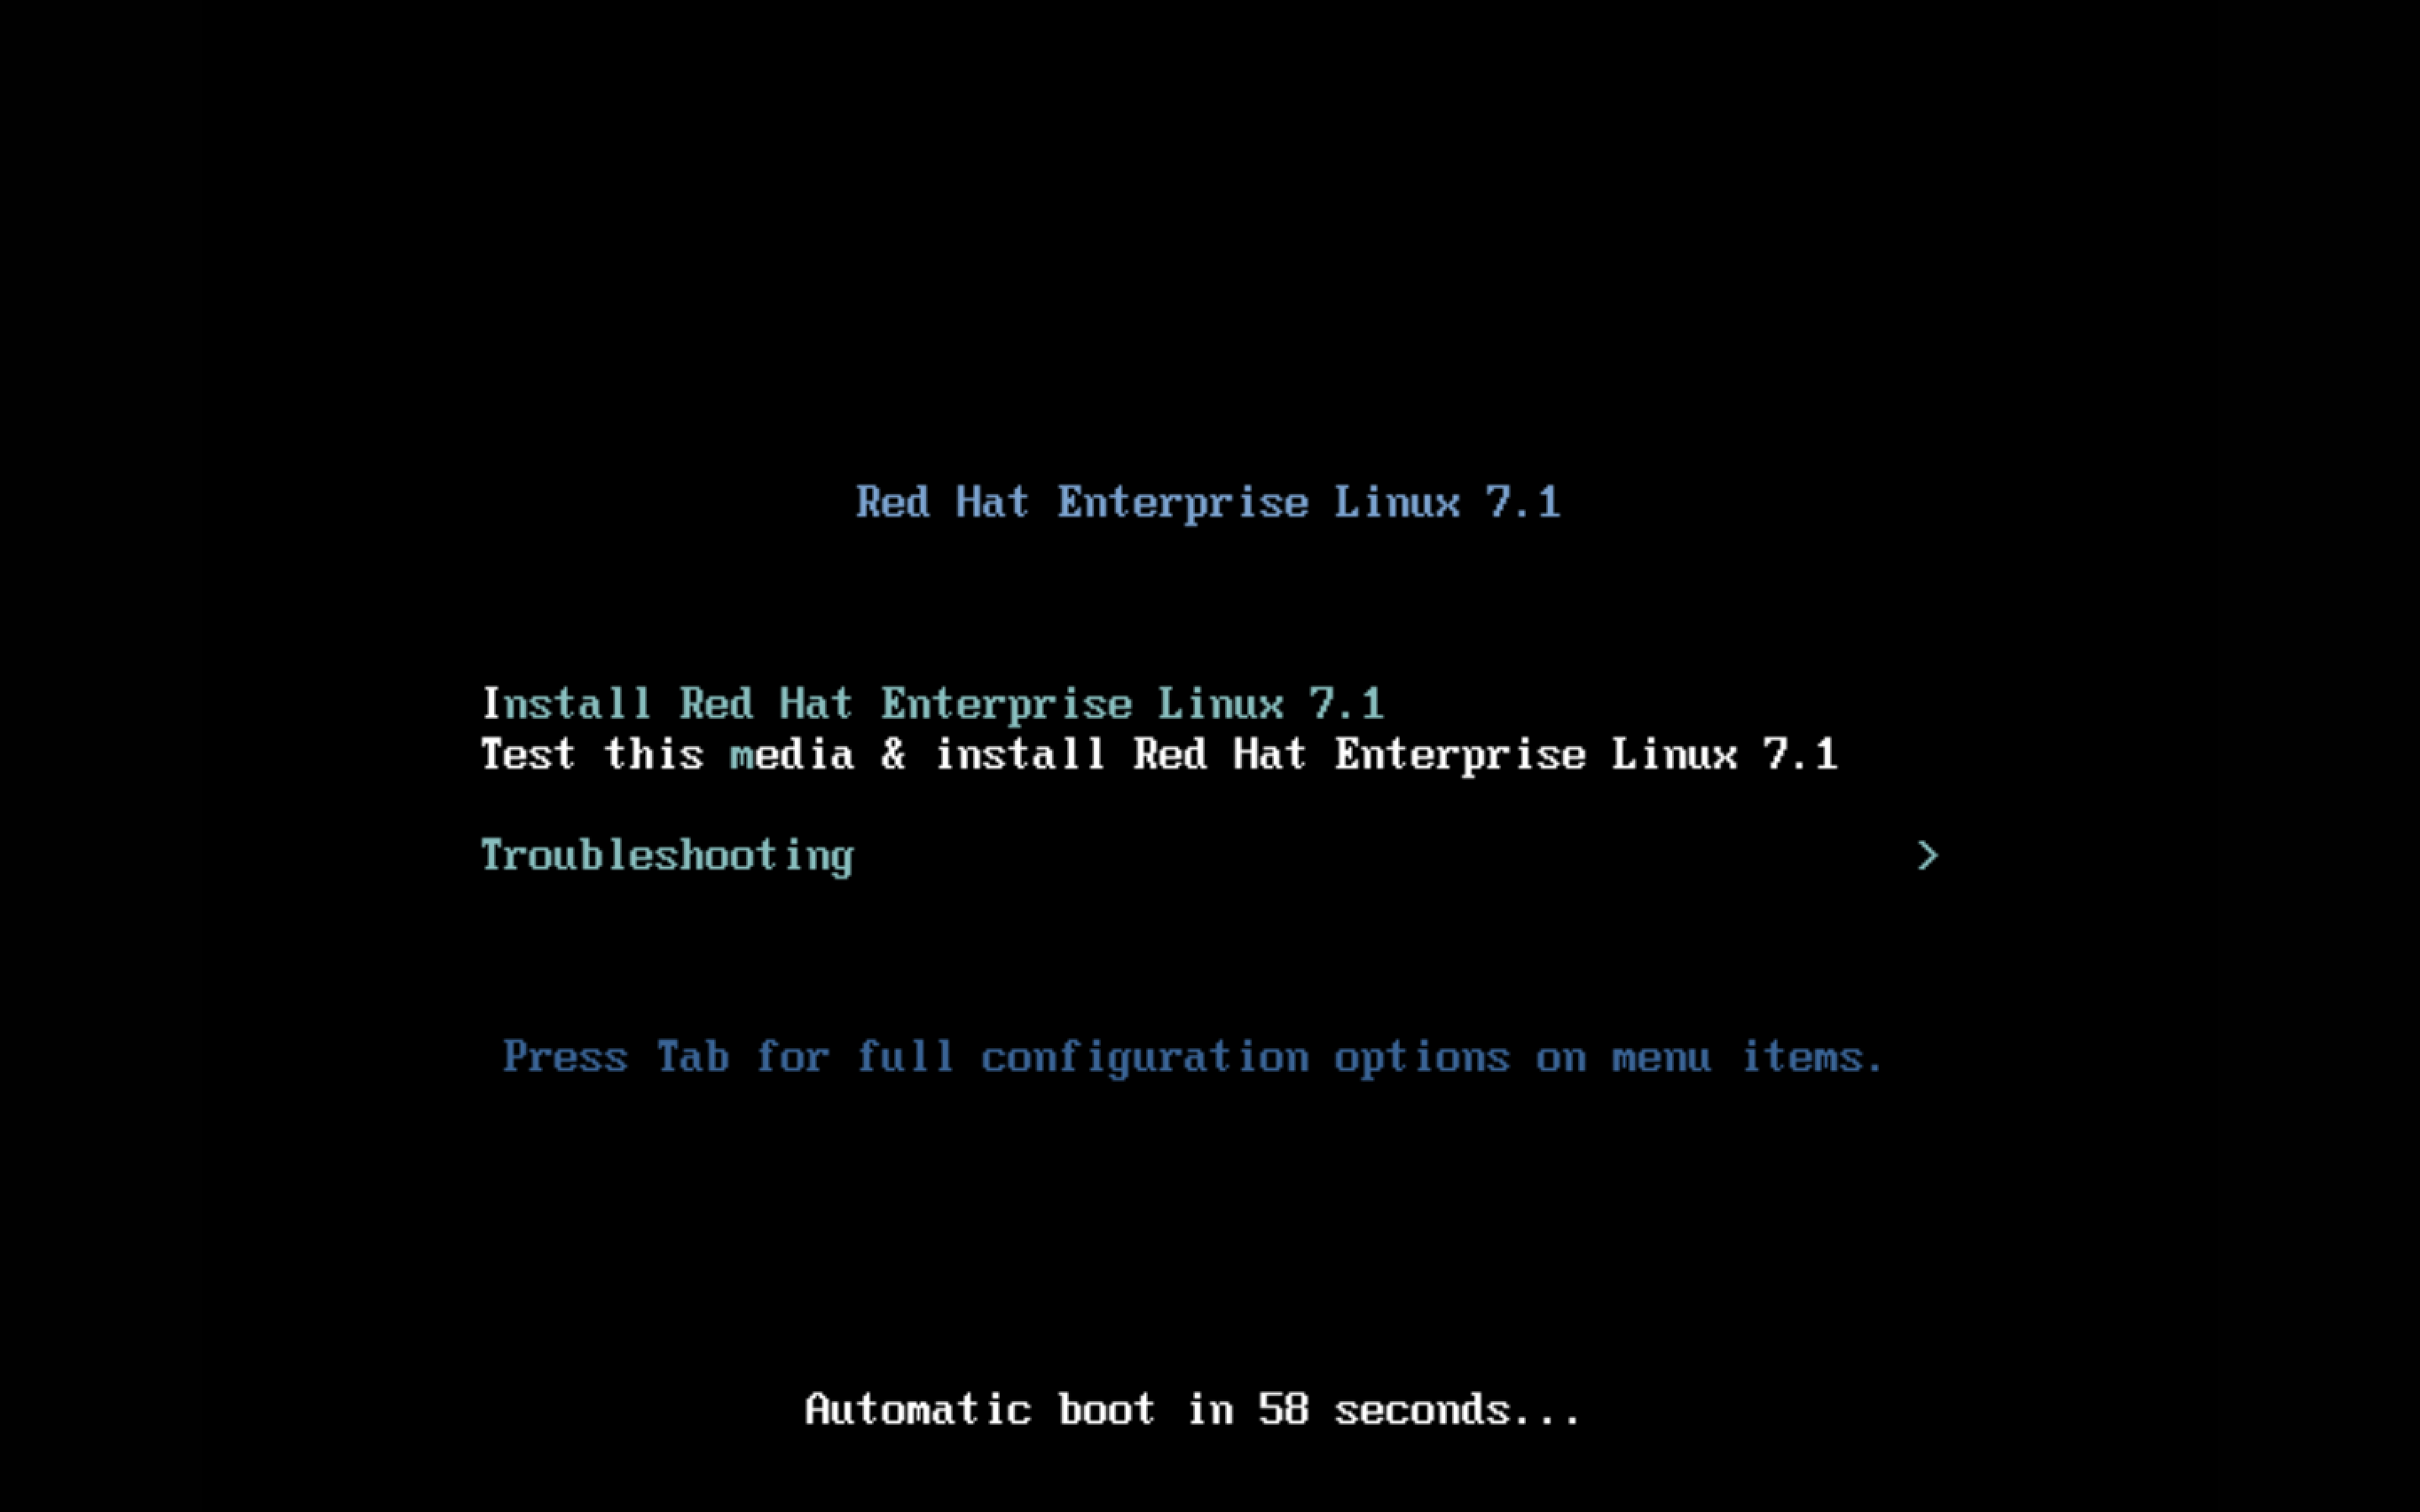 Red Hat Enterprise Linux 7.1
Install Red Hat Enterprise Linux 7.1
Test this media & install Red Hat Enterprise Linux 7.1
Troubleshooting >
Press Tab for full configuration options on menu items.
Automatic boot in 58 seconds...